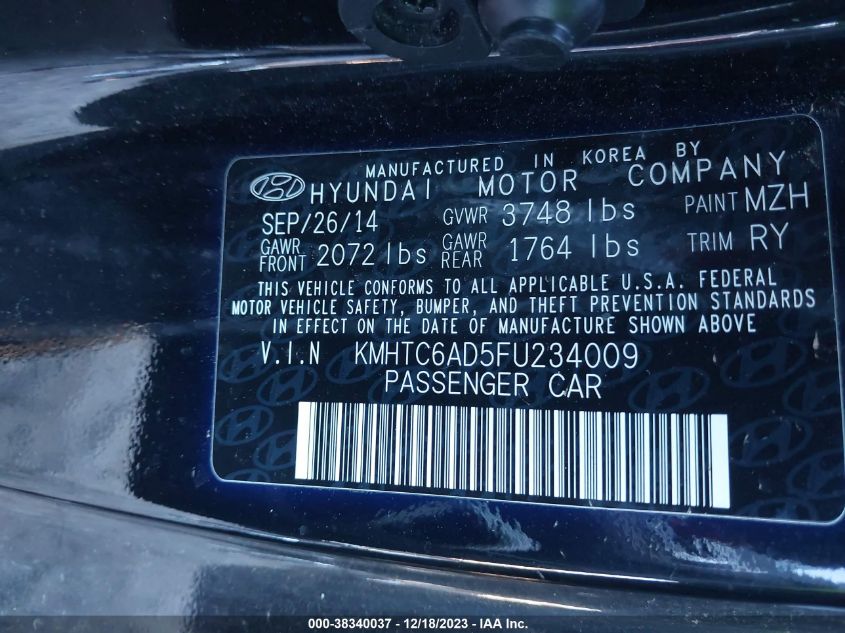 MANUFACTURED IN KOREA BY
HYUNDAI MOTOR COMPANY
SEP/26/14 GVWR 3748 lbs PAINT MZH
GAWR FRONT 2072 lbs GAWR REAR 1764 lbs TRIM RY
THIS VEHICLE CONFORMS TO ALL APPLICABLE U.S.A. FEDERAL
MOTOR VEHICLE SAFETY, BUMPER, AND THEFT PREVENTION STANDARDS
IN EFFECT ON THE DATE OF MANUFACTURE SHOWN ABOVE
V.I.N KMHTC6AD5FU234009
PASSENGER CAR
000-38340037 - 12/18/2023 - IAA Inc.